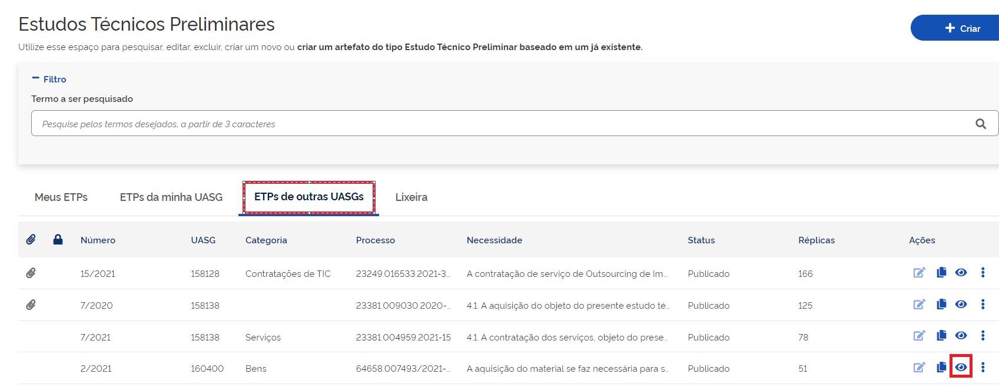 Estudos Técnicos Preliminares
+ Criar
Utilize esse espaço para pesquisar, editar, excluir, criar um novo ou criar um artefato do tipo Estudo Técnico Preliminar baseado em um já existente.
Filtro
Termo a ser pesquisado
Pesquise pelos termos desejados, a partir de 3 caracteres
Meus ETPs ETPs da minha UASG ETPs de outras UASGs Lixeira
Número UASG Categoria Processo Necessidade Status Réplicas Ações
15/2021 158128 Contratações de TIC 23249.016533.2021-3... A contratação de serviço de Outsourcing de Im... Publicado 166
7/2020 158138 23381.009030.2020-... 4.1. A aquisição do objeto do presente estudo té... Publicado 125
7/2021 158138 Serviços 23381.004959.2021-15 4.1. A contratação dos serviços, objeto do prese... Publicado 78
2/2021 160400 Bens 64658.007493/2021-... A aquisição do material se faz necessária para s... Publicado 51